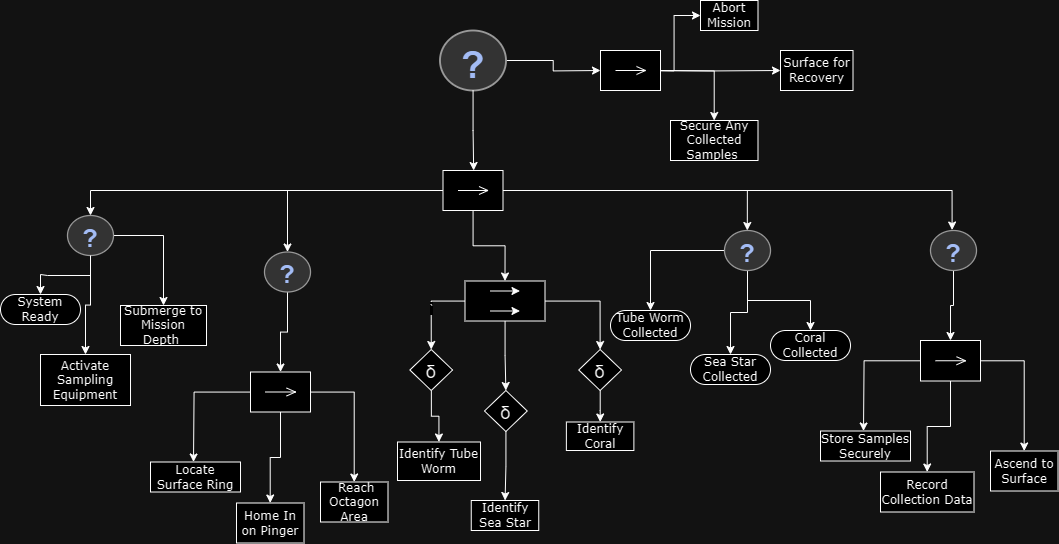 Abort
Mission
?
→
Surface for
Recovery
Secure Any
Collected
Samples
→
?
?
?
?
System
Ready
Submerge to
Mission
Depth
Activate
Sampling
Equipment
→
→
→
Tube Worm
Collected
Sea Star
Collected
Coral
Collected
→
δ
δ
δ
Locate
Surface Ring
Home In
on Pinger
Reach
Octagon
Area
Identify Tube
Worm
Identify
Sea Star
Identify
Coral
Store Samples
Securely
Record
Collection Data
Ascend to
Surface